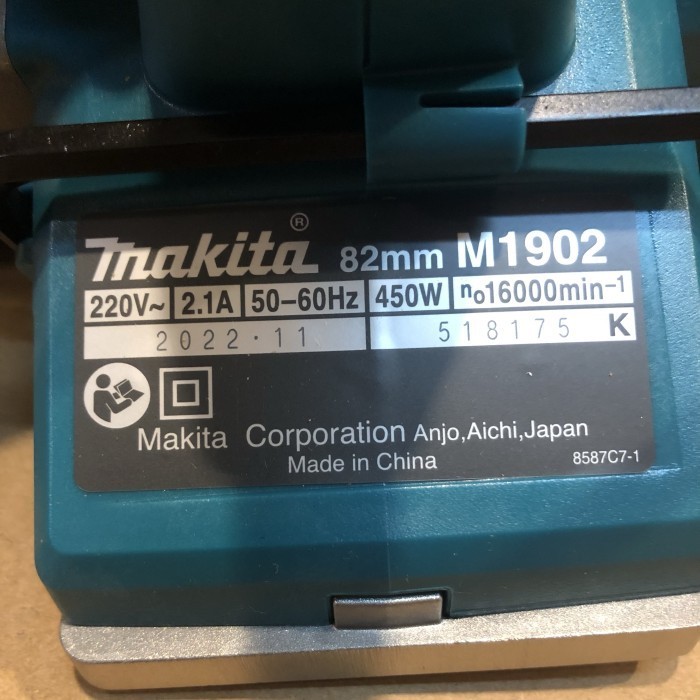 makita® 82mm M1902
220V~ 2.1A 50-60Hz 450W no16000min-1
2022.11 518175 K
Makita Corporation Anjo,Aichi,Japan
Made in China 8587C7-1